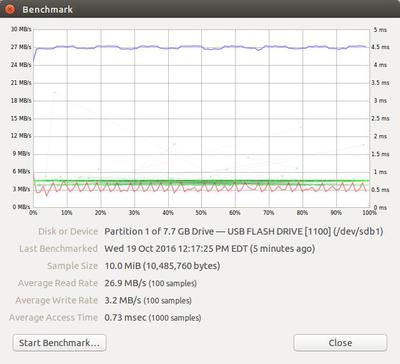 Benchmark
30 MB/s 5 ms
27 MB/s 4.5 ms
24 MB/s 4 ms
21 MB/s 3.5 ms
18 MB/s 3 ms
15 MB/s 2.5 ms
12 MB/s 2 ms
9 MB/s 1.5 ms
6 MB/s 1 ms
3 MB/s 0.5 ms
0 MB/s 0 ms
0% 10% 20% 30% 40% 50% 60% 70% 80% 90% 100%
Disk or Device Partition 1 of 7.7 GB Drive — USB FLASH DRIVE [1100] (/dev/sdb1)
Last Benchmarked Wed 19 Oct 2016 12:17:25 PM EDT (5 minutes ago)
Sample Size 10.0 MiB (10,485,760 bytes)
Average Read Rate 26.9 MB/s (100 samples)
Average Write Rate 3.2 MB/s (100 samples)
Average Access Time 0.73 msec (1000 samples)
Start Benchmark... Close